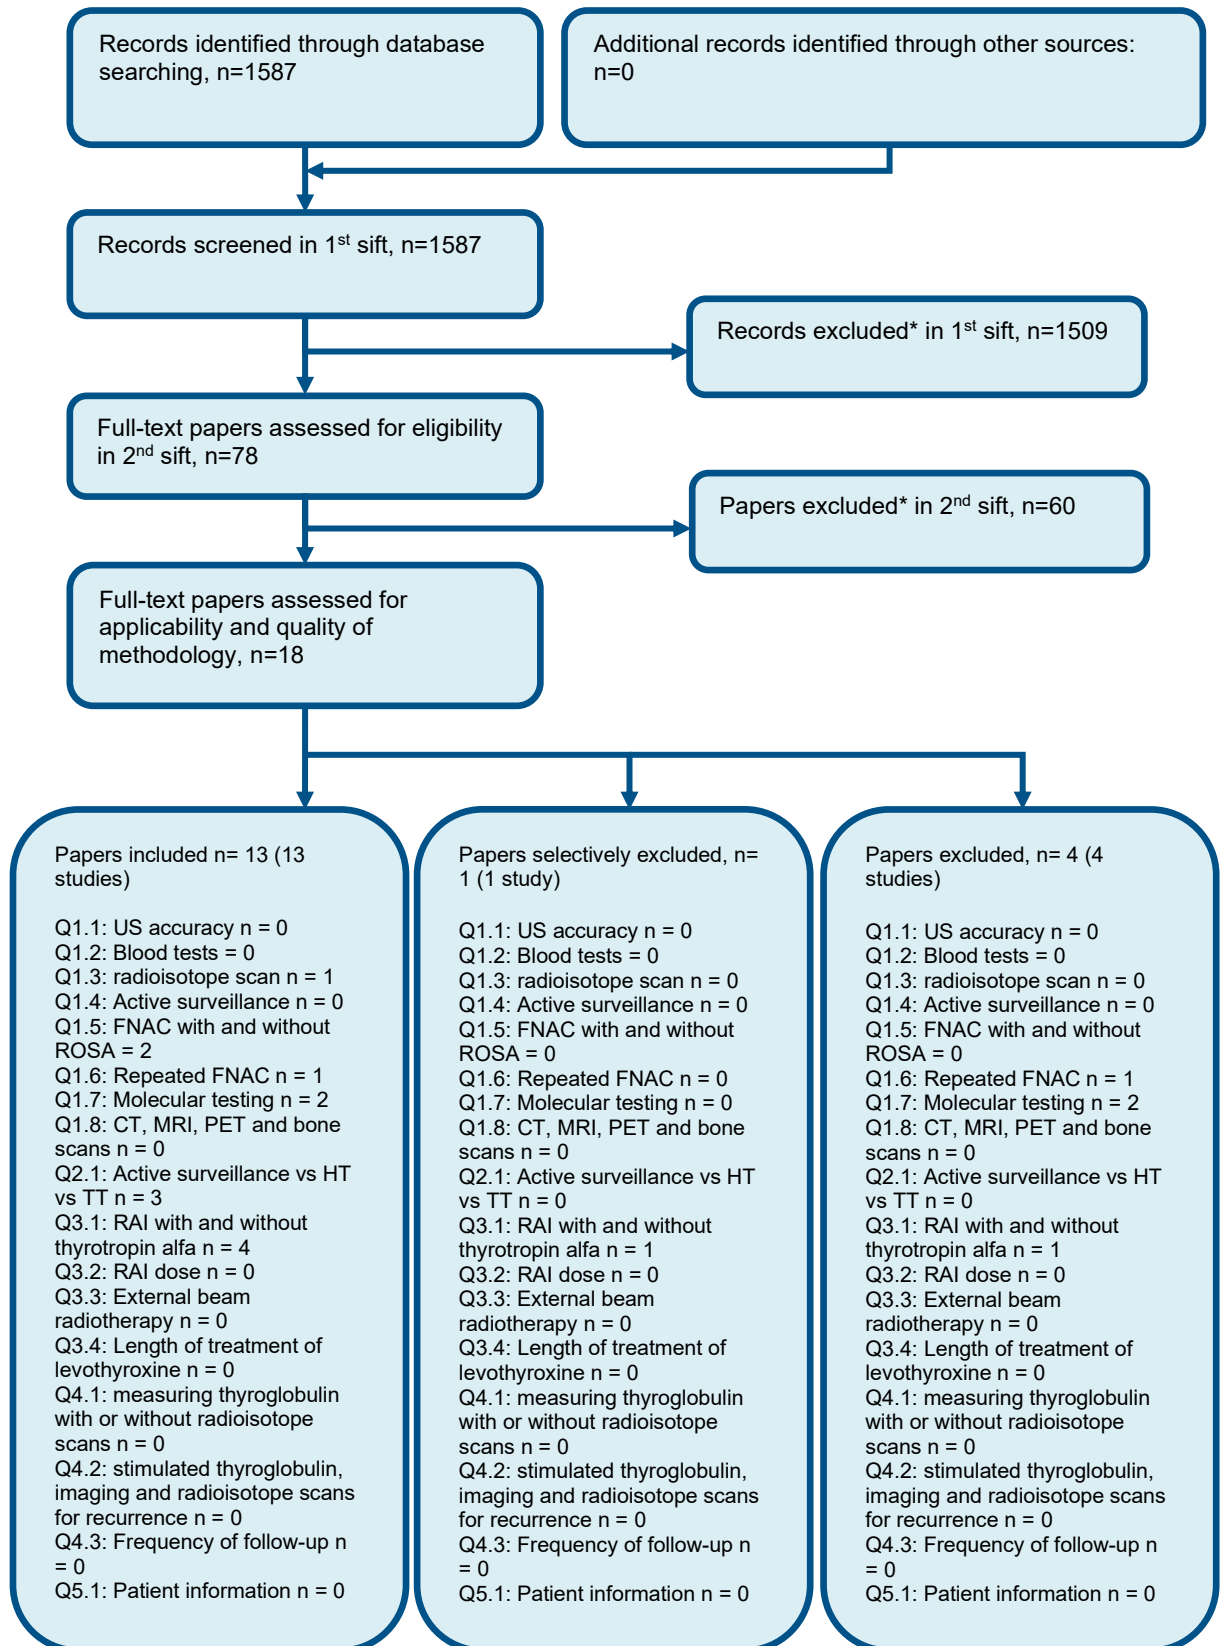 Records identified through database
searching, n=1587
Additional records identified through other sources:
n=0
Records screened in 1st sift, n=1587
Records excluded* in 1st sift, n=1509
Full-text papers assessed for eligibility
in 2nd sift, n=78
Papers excluded* in 2nd sift, n=60
Full-text papers assessed for
applicability and quality of
methodology, n=18
Papers included n= 13 (13
studies)
Q1.1: US accuracy n = 0
Q1.2: Blood tests = 0
Q1.3: radioisotope scan n = 1
Q1.4: Active surveillance n = 0
Q1.5: FNAC with and without
ROSA = 2
Q1.6: Repeated FNAC n = 1
Q1.7: Molecular testing n = 2
Q1.8: CT, MRI, PET and bone
scans n = 0
Q2.1: Active surveillance vs HT
vs TT n = 3
Q3.1: RAI with and without
thyrotropin alfa n = 4
Q3.2: RAI dose n = 0
Q3.3: External beam
radiotherapy n = 0
Q3.4: Length of treatment of
levothyroxine n = 0
Q4.1: measuring thyroglobulin
with or without radioisotope
scans n = 0
Q4.2: stimulated thyroglobulin,
imaging and radioisotope scans
for recurrence n = 0
Q4.3: Frequency of follow-up n
= 0
Q5.1: Patient information n = 0
Papers selectively excluded, n=
1 (1 study)
Q1.1: US accuracy n = 0
Q1.2: Blood tests = 0
Q1.3: radioisotope scan n = 0
Q1.4: Active surveillance n = 0
Q1.5: FNAC with and without
ROSA = 0
Q1.6: Repeated FNAC n = 0
Q1.7: Molecular testing n = 0
Q1.8: CT, MRI, PET and bone
scans n = 0
Q2.1: Active surveillance vs HT
vs TT n = 0
Q3.1: RAI with and without
thyrotropin alfa n = 1
Q3.2: RAI dose n = 0
Q3.3: External beam
radiotherapy n = 0
Q3.4: Length of treatment of
levothyroxine n = 0
Q4.1: measuring thyroglobulin
with or without radioisotope
scans n = 0
Q4.2: stimulated thyroglobulin,
imaging and radioisotope scans
for recurrence n = 0
Q4.3: Frequency of follow-up n
= 0
Q5.1: Patient information n = 0
Papers excluded, n= 4 (4
studies)
Q1.1: US accuracy n = 0
Q1.2: Blood tests = 0
Q1.3: radioisotope scan n = 0
Q1.4: Active surveillance n = 0
Q1.5: FNAC with and without
ROSA = 0
Q1.6: Repeated FNAC n = 1
Q1.7: Molecular testing n = 2
Q1.8: CT, MRI, PET and bone
scans n = 0
Q2.1: Active surveillance vs HT
vs TT n = 0
Q3.1: RAI with and without
thyrotropin alfa n = 1
Q3.2: RAI dose n = 0
Q3.3: External beam
radiotherapy n = 0
Q3.4: Length of treatment of
levothyroxine n = 0
Q4.1: measuring thyroglobulin
with or without radioisotope
scans n = 0
Q4.2: stimulated thyroglobulin,
imaging and radioisotope scans
for recurrence n = 0
Q4.3: Frequency of follow-up n
= 0
Q5.1: Patient information n = 0